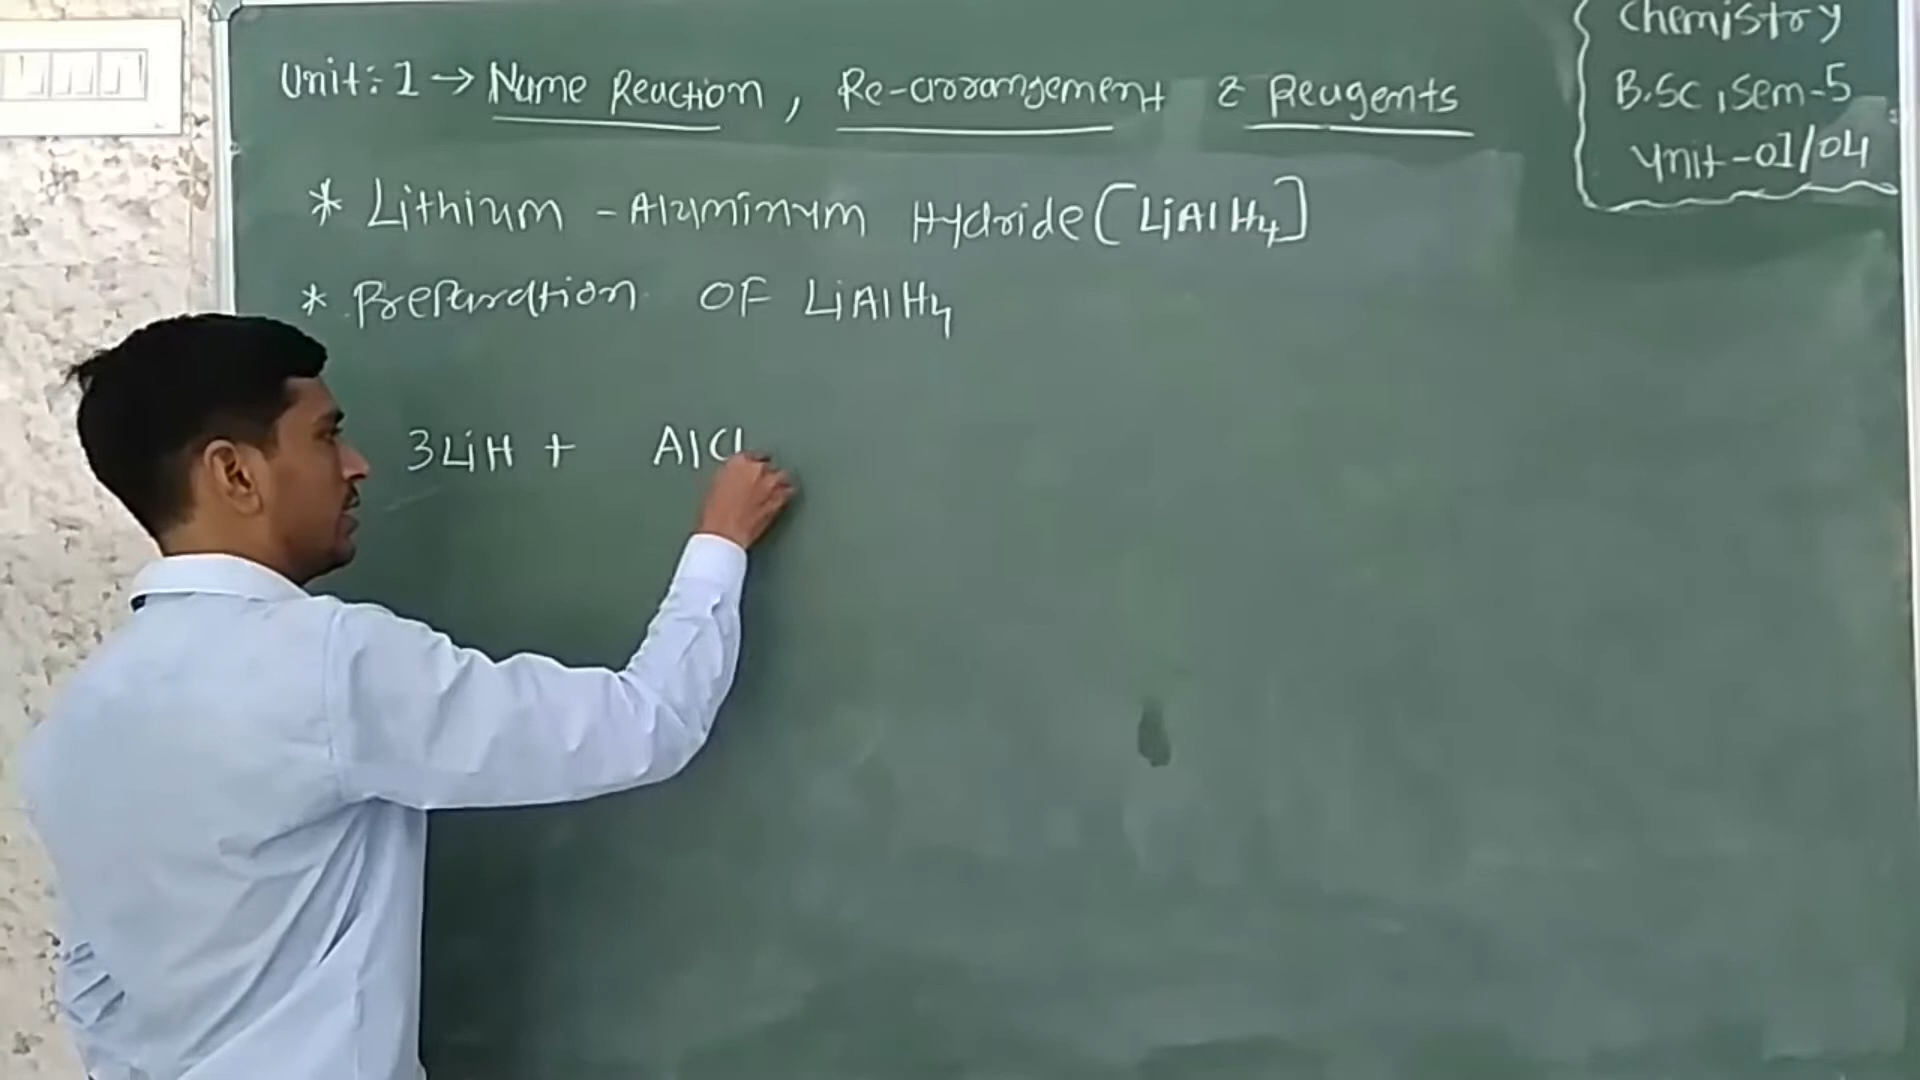 Unit:1 → Name Reaction, Re-arrangement & Reagents
* Lithium - Aluminium Hydride [LiAlH4]
* Preparation OF LiAlH4
3LiH + AlCl
Chemistry
B.Sc, Sem-5
Unit-01/04